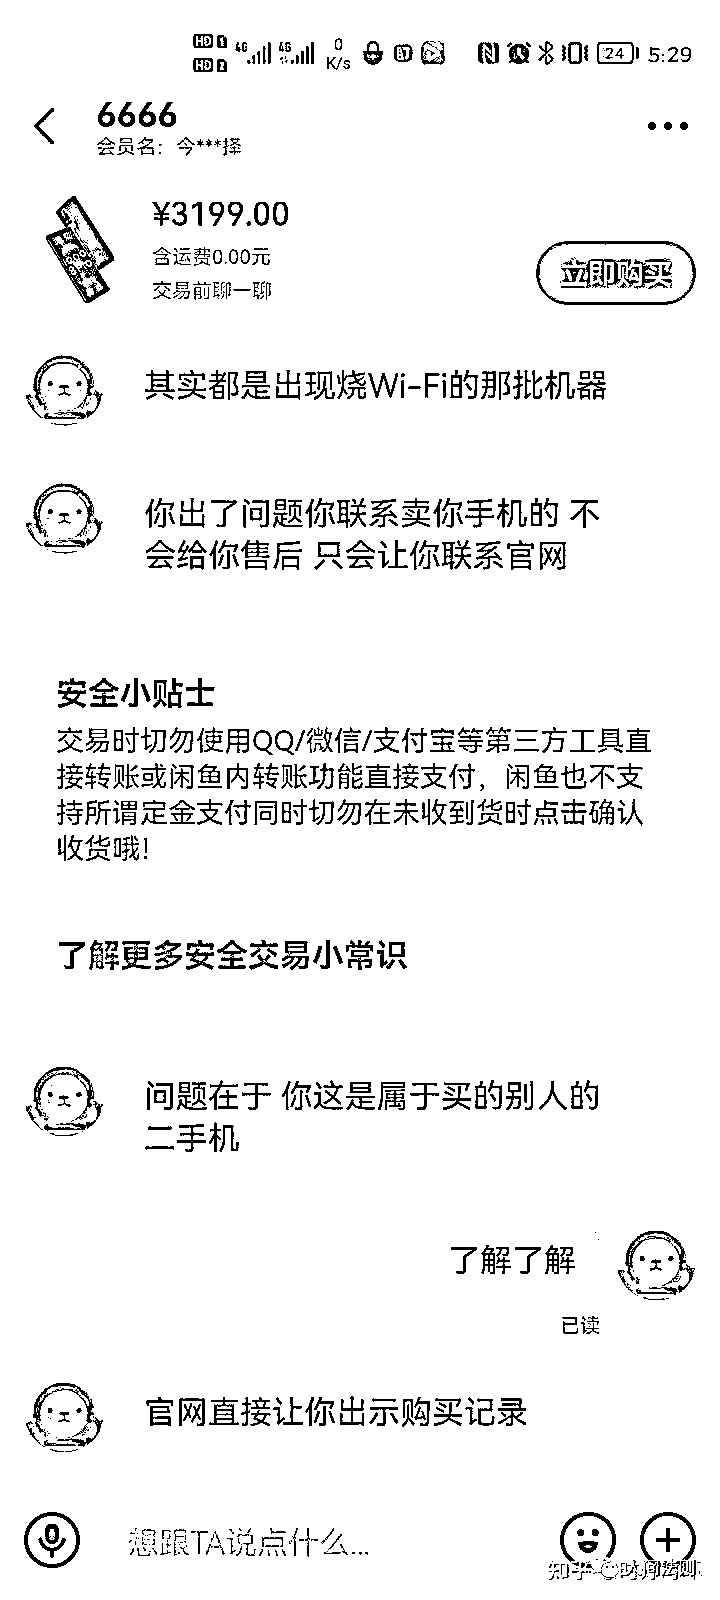 HD 1 4G 4G 0 24 5:29
HD 2 K/s
6666
会员名：今***择
¥3199.00
含运费0.00元
交易前聊一聊
立即购买
其实都是出现烧Wi-Fi的那批机器
你出了问题你联系卖你手机的 不
会给你售后 只会让你联系官网
安全小贴士
交易时切勿使用QQ/微信/支付宝等第三方工具直
接转账或闲鱼内转账功能直接支付，闲鱼也不支
持所谓定金支付同时切勿在未收到货时点击确认
收货哦！
了解更多安全交易小常识
问题在于 你这是属于买的别人的
二手机
了解了解
已读
官网直接让你出示购买记录
想跟TA说点什么...
知乎 @时间法则